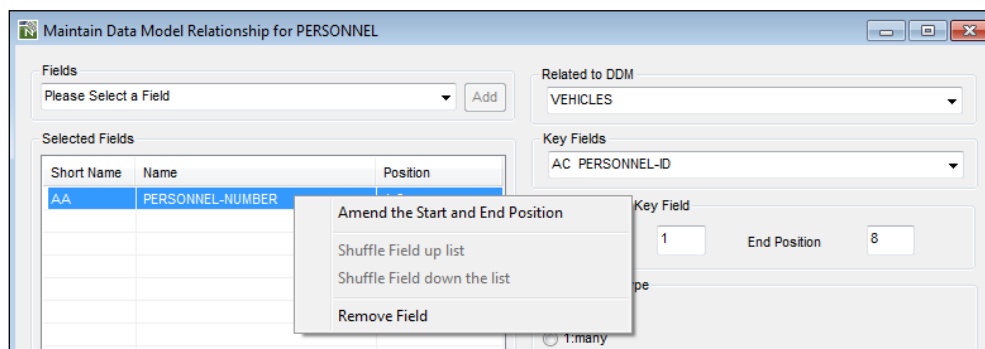 Maintain Data Model Relationship for PERSONNEL
Fields
Please Select a Field
Add
Related to DDM
VEHICLES
Selected Fields
Key Fields
AC PERSONNEL-ID
Short Name Name Position
AA PERSONNEL-NUMBER
Key Field
1 End Position 8
Amend the Start and End Position
Shuffle Field up list
Shuffle Field down the list
Remove Field
1:many